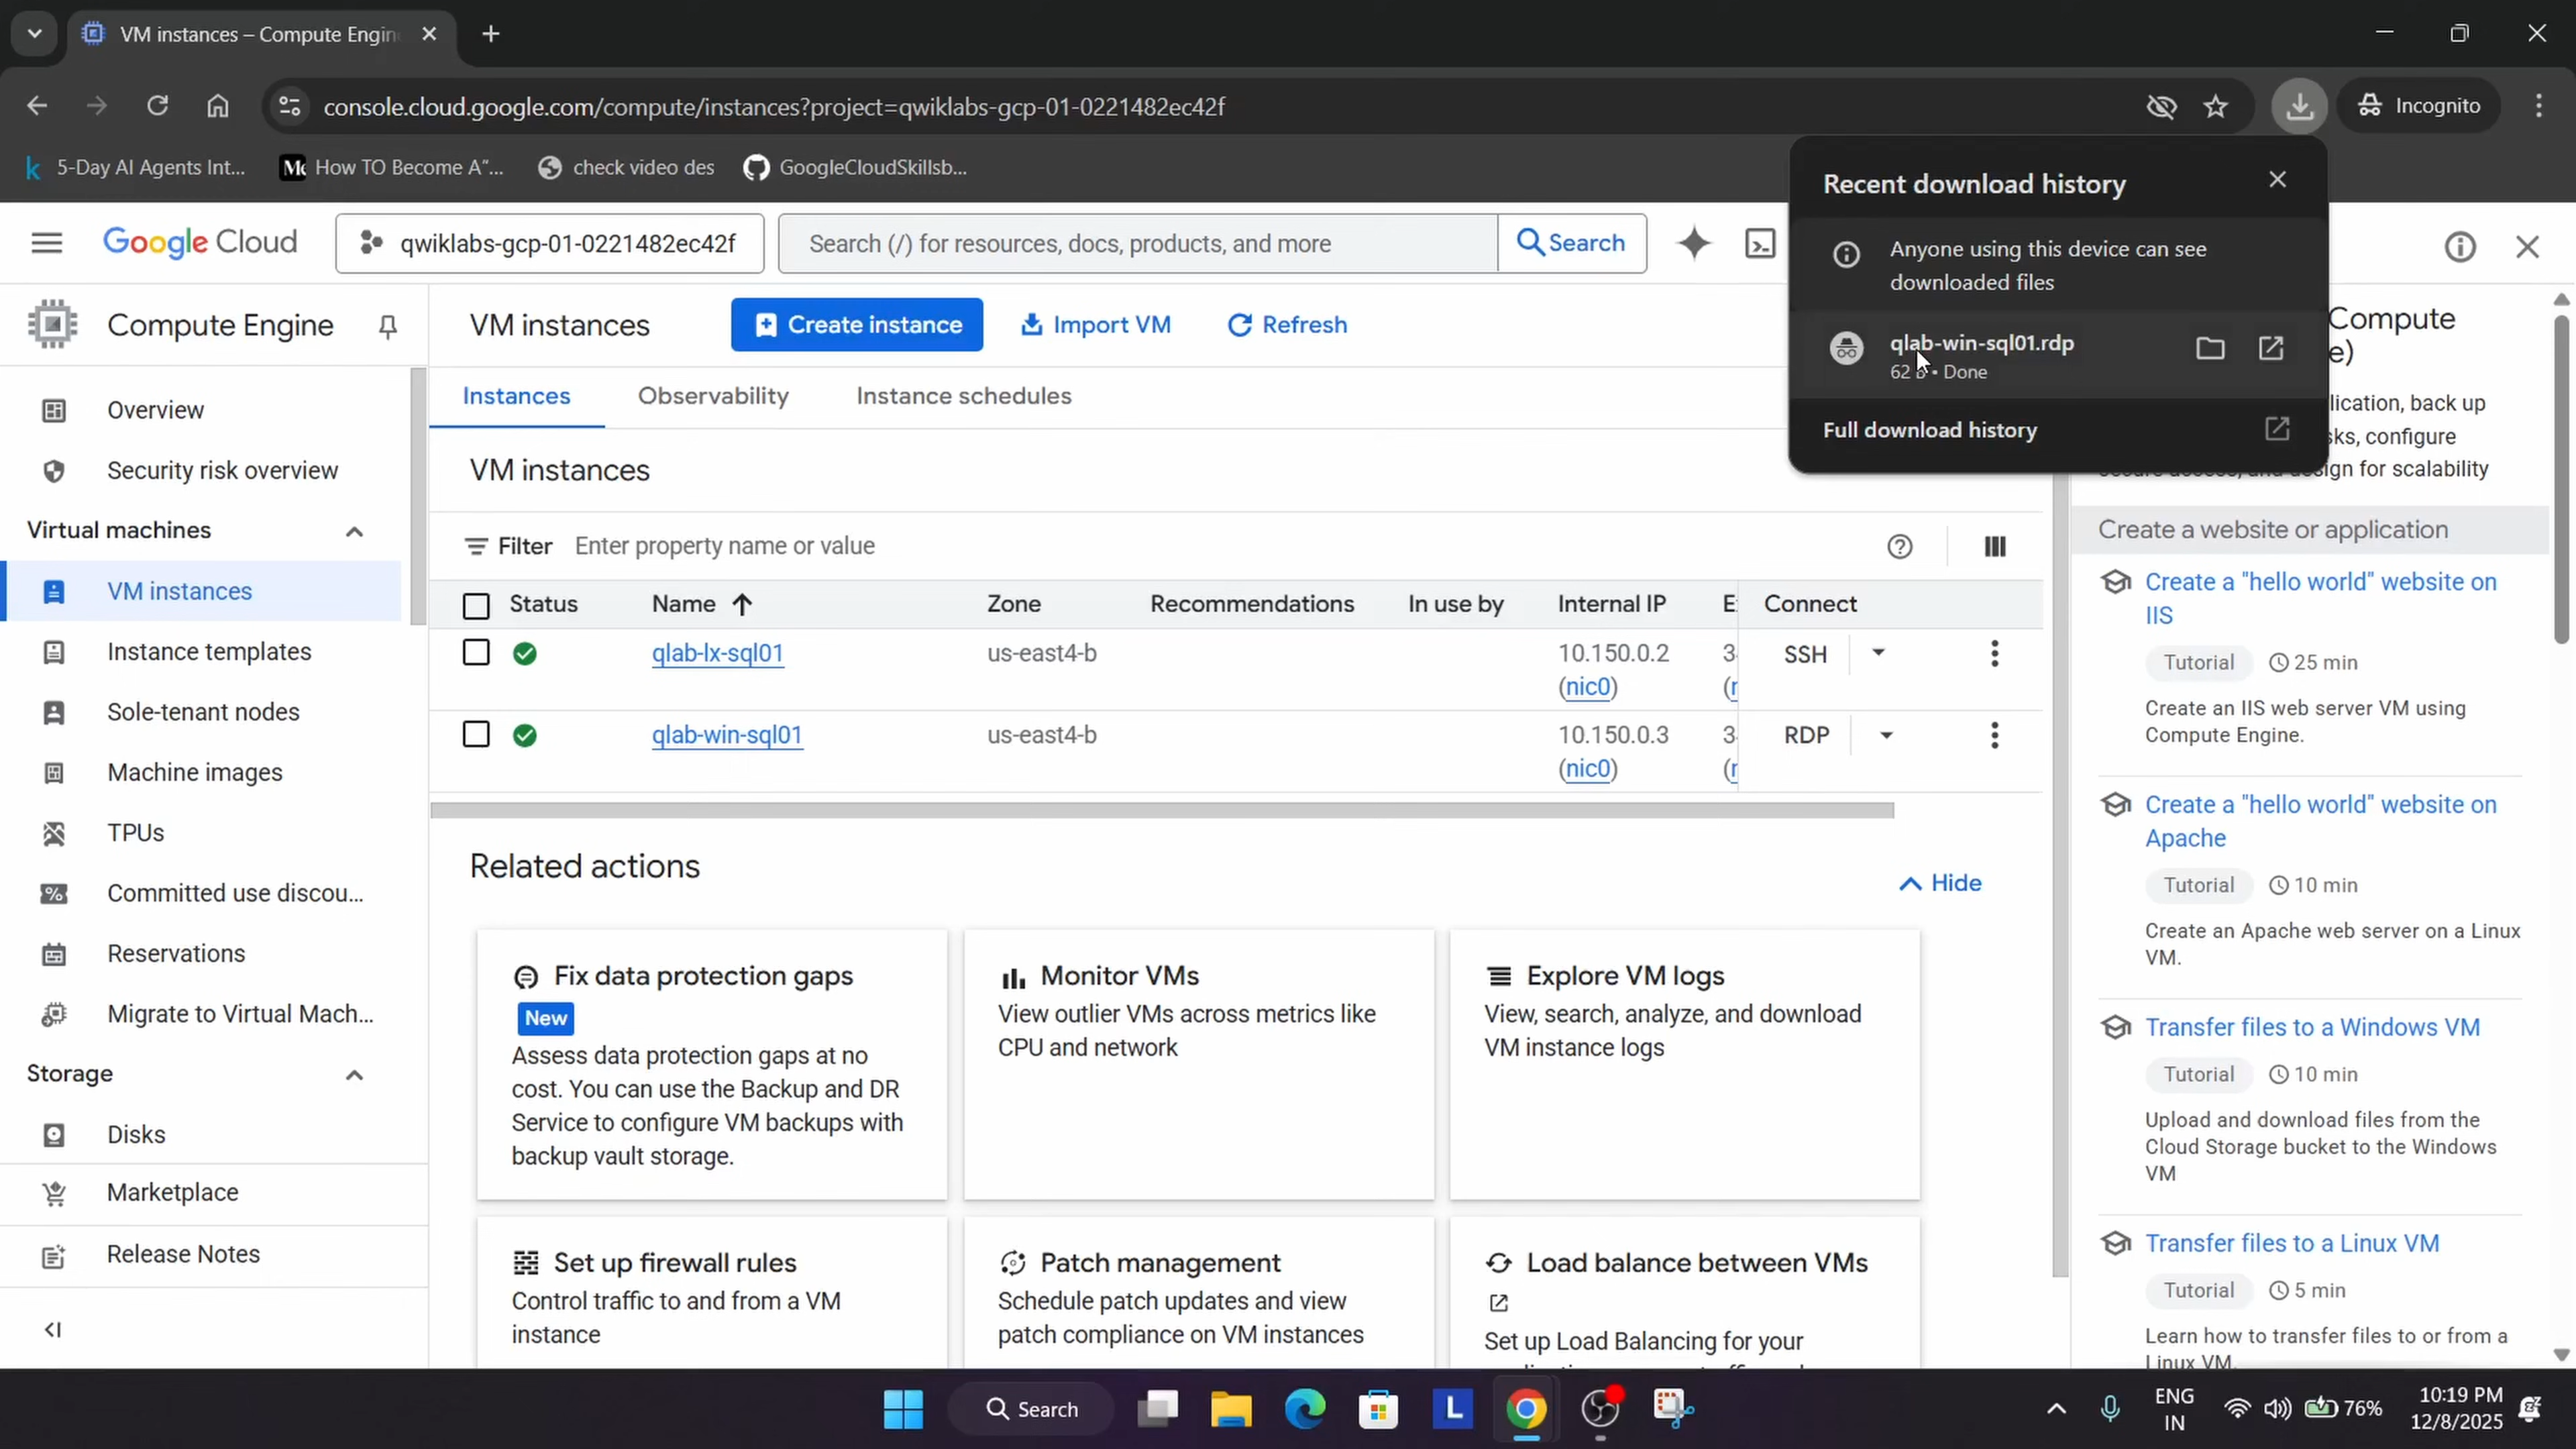 VM instances – Compute Engin
console.cloud.google.com/compute/instances?project=qwiklabs-gcp-01-0221482ec42f
Incognito
5-Day AI Agents Int...
How TO Become A“...
check video des
GoogleCloudSkillsb...
Recent download history
Anyone using this device can see
downloaded files
qlab-win-sql01.rdp
62 B • Done
Full download history
Google Cloud
qwiklabs-gcp-01-0221482ec42f
Search (/) for resources, docs, products, and more
Search
Compute Engine
Overview
Security risk overview
Virtual machines
VM instances
Instance templates
Sole-tenant nodes
Machine images
TPUs
Committed use discou...
Reservations
Migrate to Virtual Mach...
Storage
Disks
Marketplace
Release Notes
VM instances
Create instance
Import VM
Refresh
Instances
Observability
Instance schedules
VM instances
Filter
Enter property name or value
Status
Name
Zone
Recommendations
In use by
Internal IP
Connect
qlab-lx-sql01
us-east4-b
10.150.0.2
(nic0)
SSH
qlab-win-sql01
us-east4-b
10.150.0.3
(nic0)
RDP
Related actions
Hide
Fix data protection gaps
New
Assess data protection gaps at no
cost. You can use the Backup and DR
Service to configure VM backups with
backup vault storage.
Monitor VMs
View outlier VMs across metrics like
CPU and network
Explore VM logs
View, search, analyze, and download
VM instance logs
Set up firewall rules
Control traffic to and from a VM
instance
Patch management
Schedule patch updates and view
patch compliance on VM instances
Load balance between VMs
Set up Load Balancing for your
Compute
e)
lication, back up
sks, configure
ign for scalability
Create a website or application
Create a "hello world" website on
IIS
Tutorial
25 min
Create an IIS web server VM using
Compute Engine.
Create a "hello world" website on
Apache
Tutorial
10 min
Create an Apache web server on a Linux
VM.
Transfer files to a Windows VM
Tutorial
10 min
Upload and download files from the
Cloud Storage bucket to the Windows
VM
Transfer files to a Linux VM
Tutorial
5 min
Learn how to transfer files to or from a
Linux VM.
Search
ENG
IN
76%
10:19 PM
12/8/2025